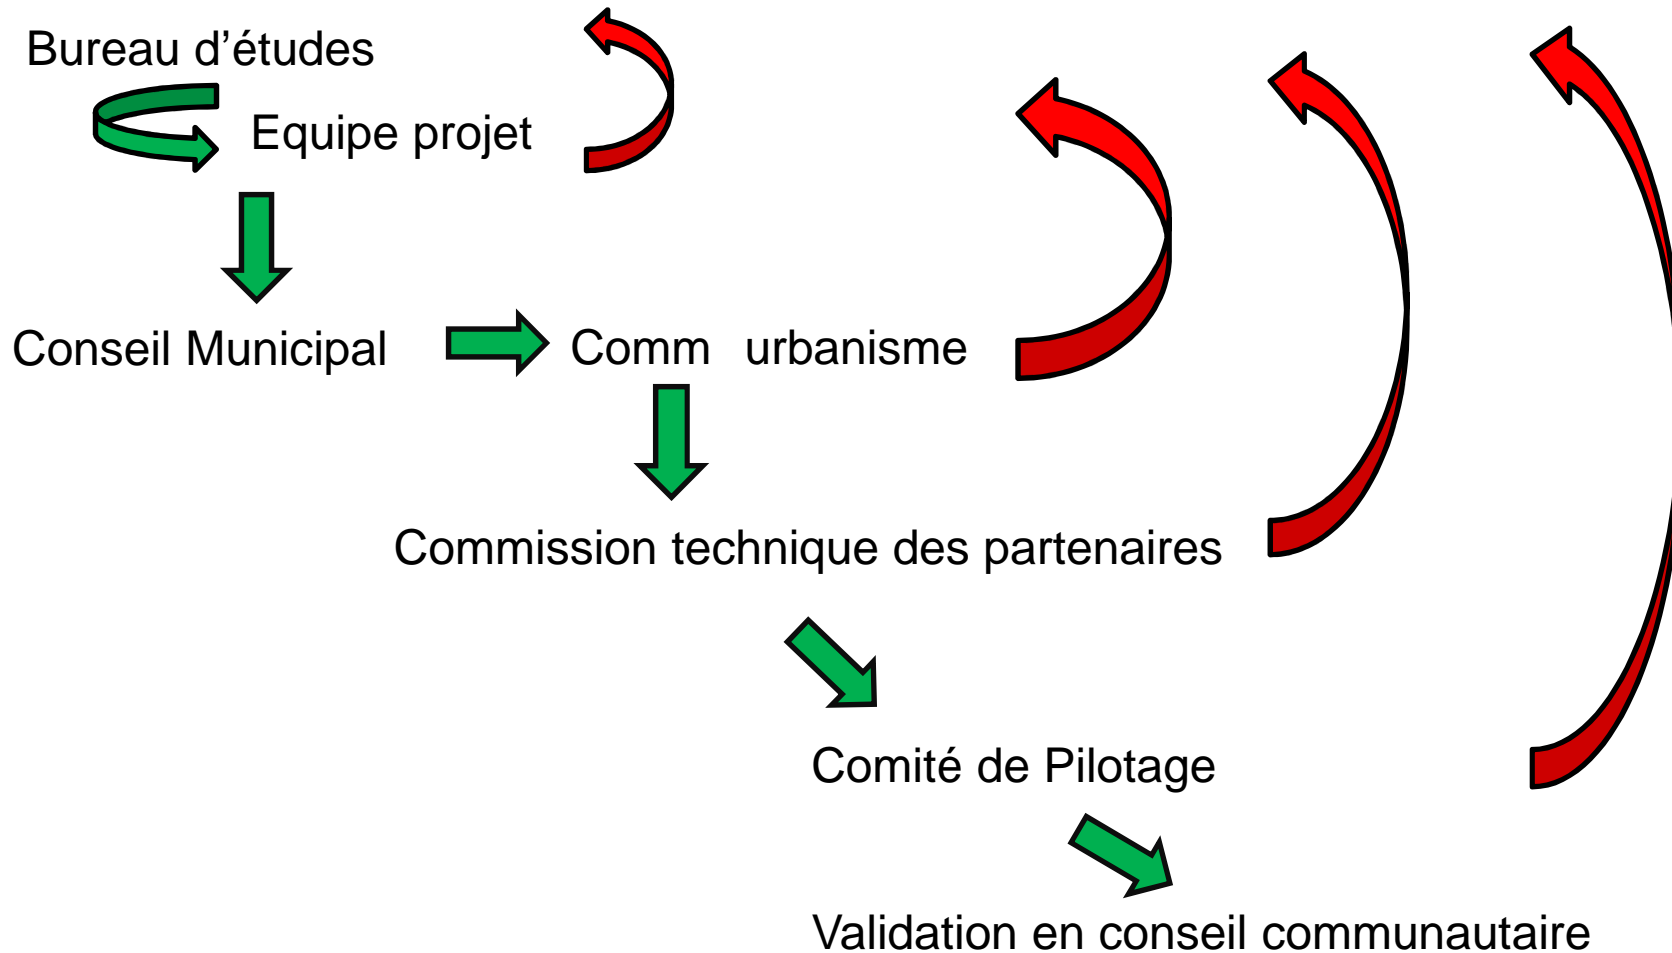 Bureau d’études
Equipe projet
Conseil Municipal
Comm urbanisme
Commission technique des partenaires
Comité de Pilotage
Validation en conseil communautaire